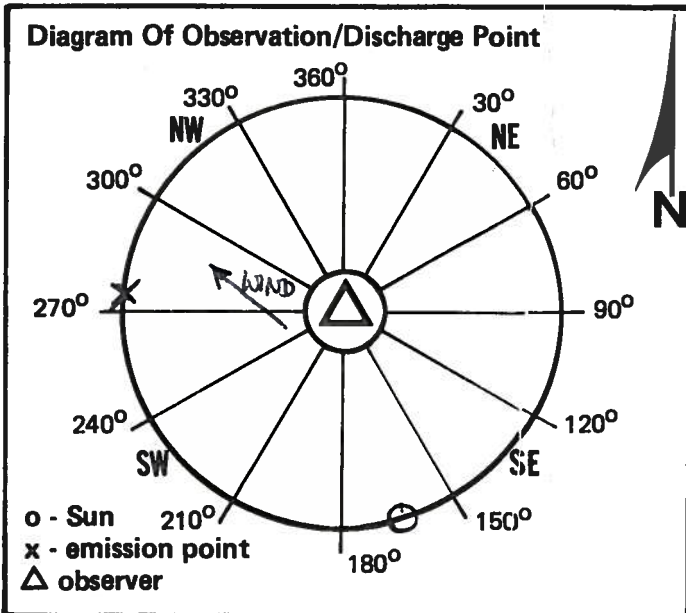 Diagram Of Observation/Discharge Point
360°
330°
30°
NW
NE
300°
60°
N
WIND
270°
90°
240°
120°
SW
SE
o - Sun
210°
150°
x - emission point
180°
△ observer